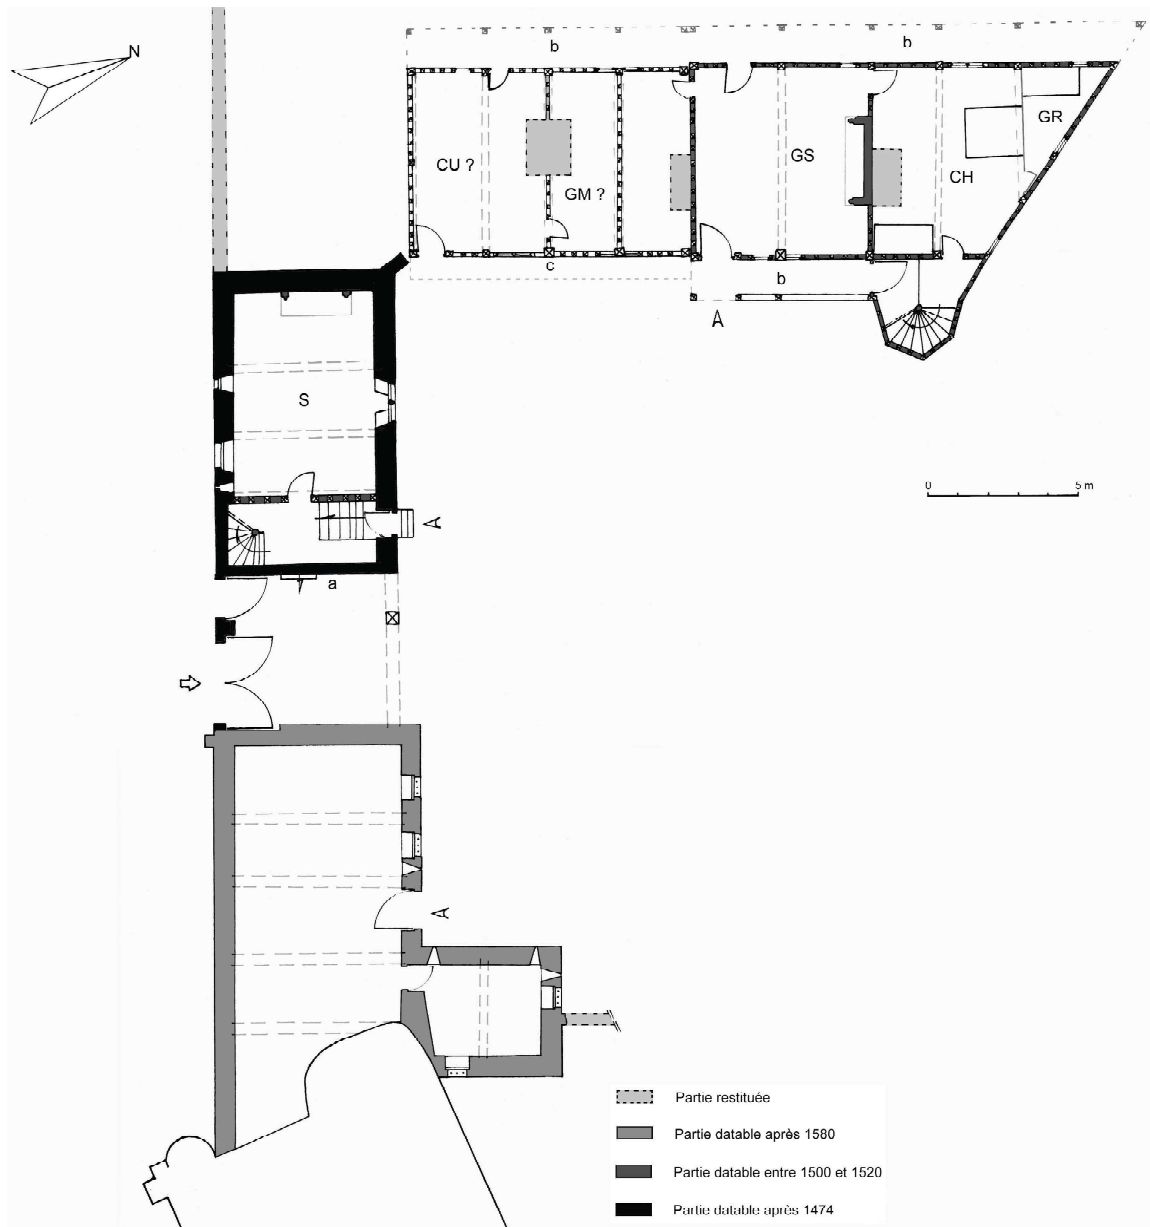 N
b
b
CU ?
GM ?
GS
GR
CH
c
b
A
S
0
5 m
A
a
A
Partie restituée
Partie datable après 1580
Partie datable entre 1500 et 1520
Partie datable après 1474